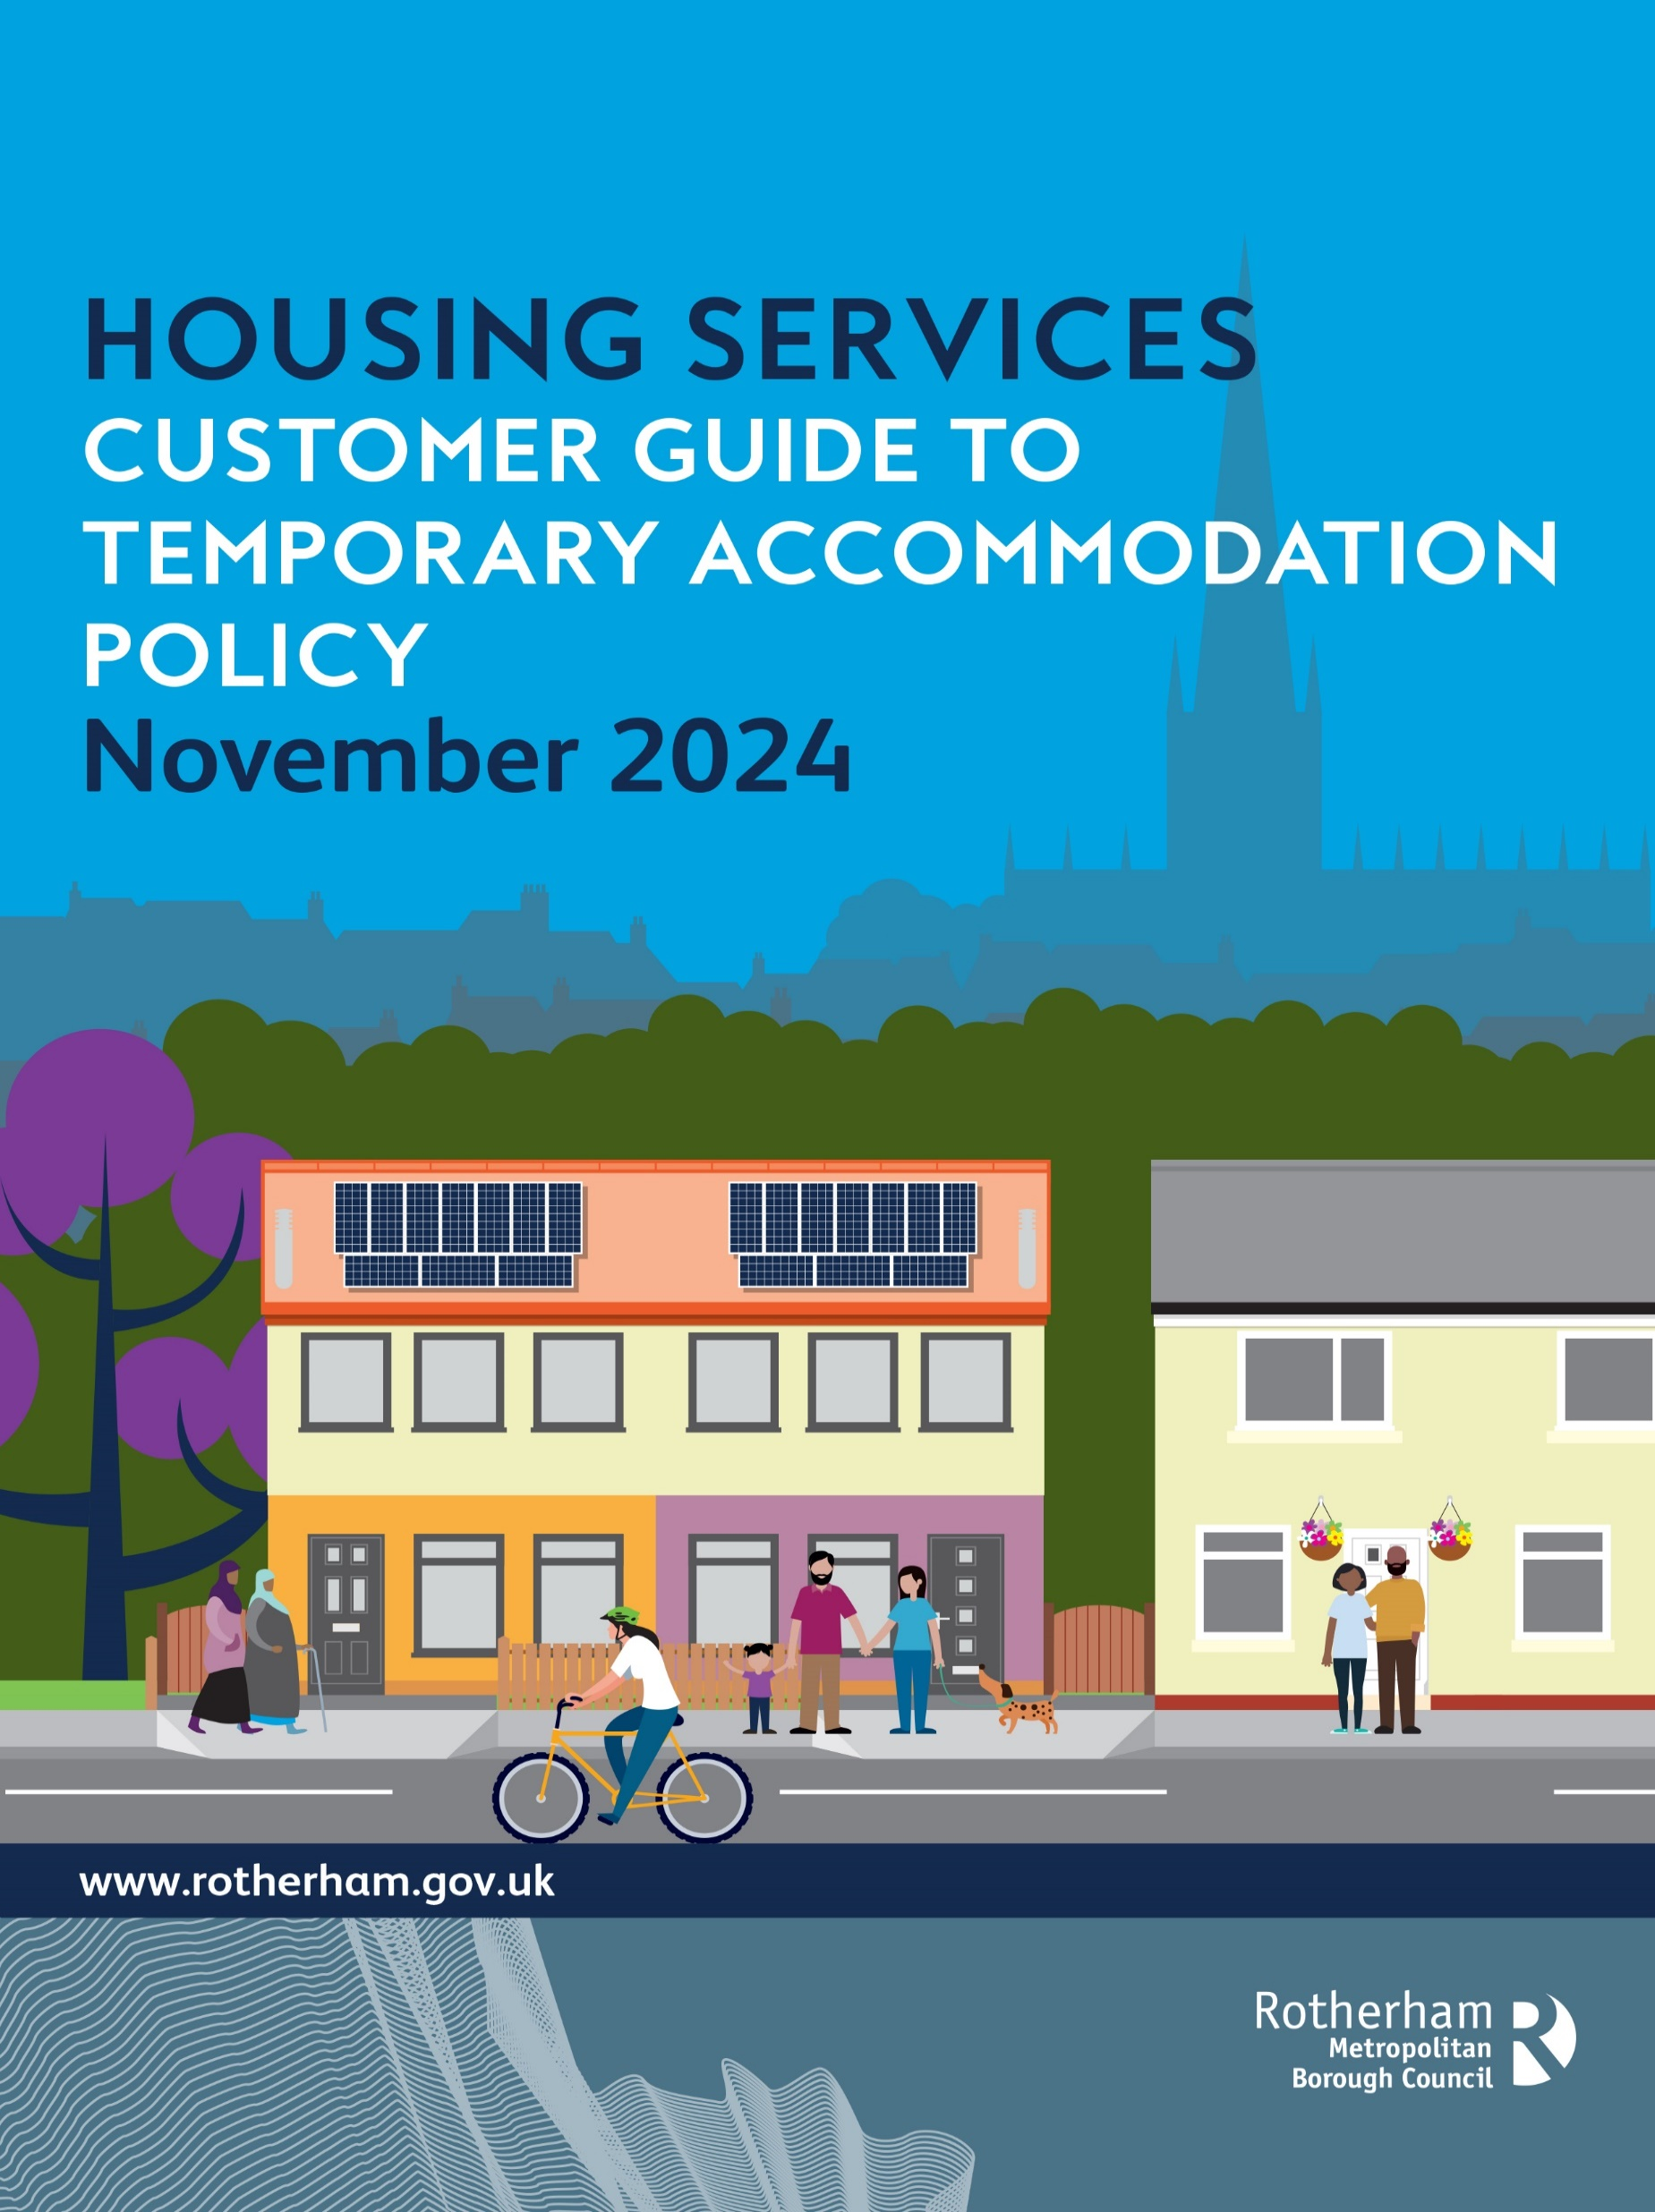 HOUSING SERVICES
CUSTOMER GUIDE TO
TEMPORARY ACCOMMODATION
POLICY
November 2024
www.rotherham.gov.uk
Rotherham
Metropolitan
Borough Council